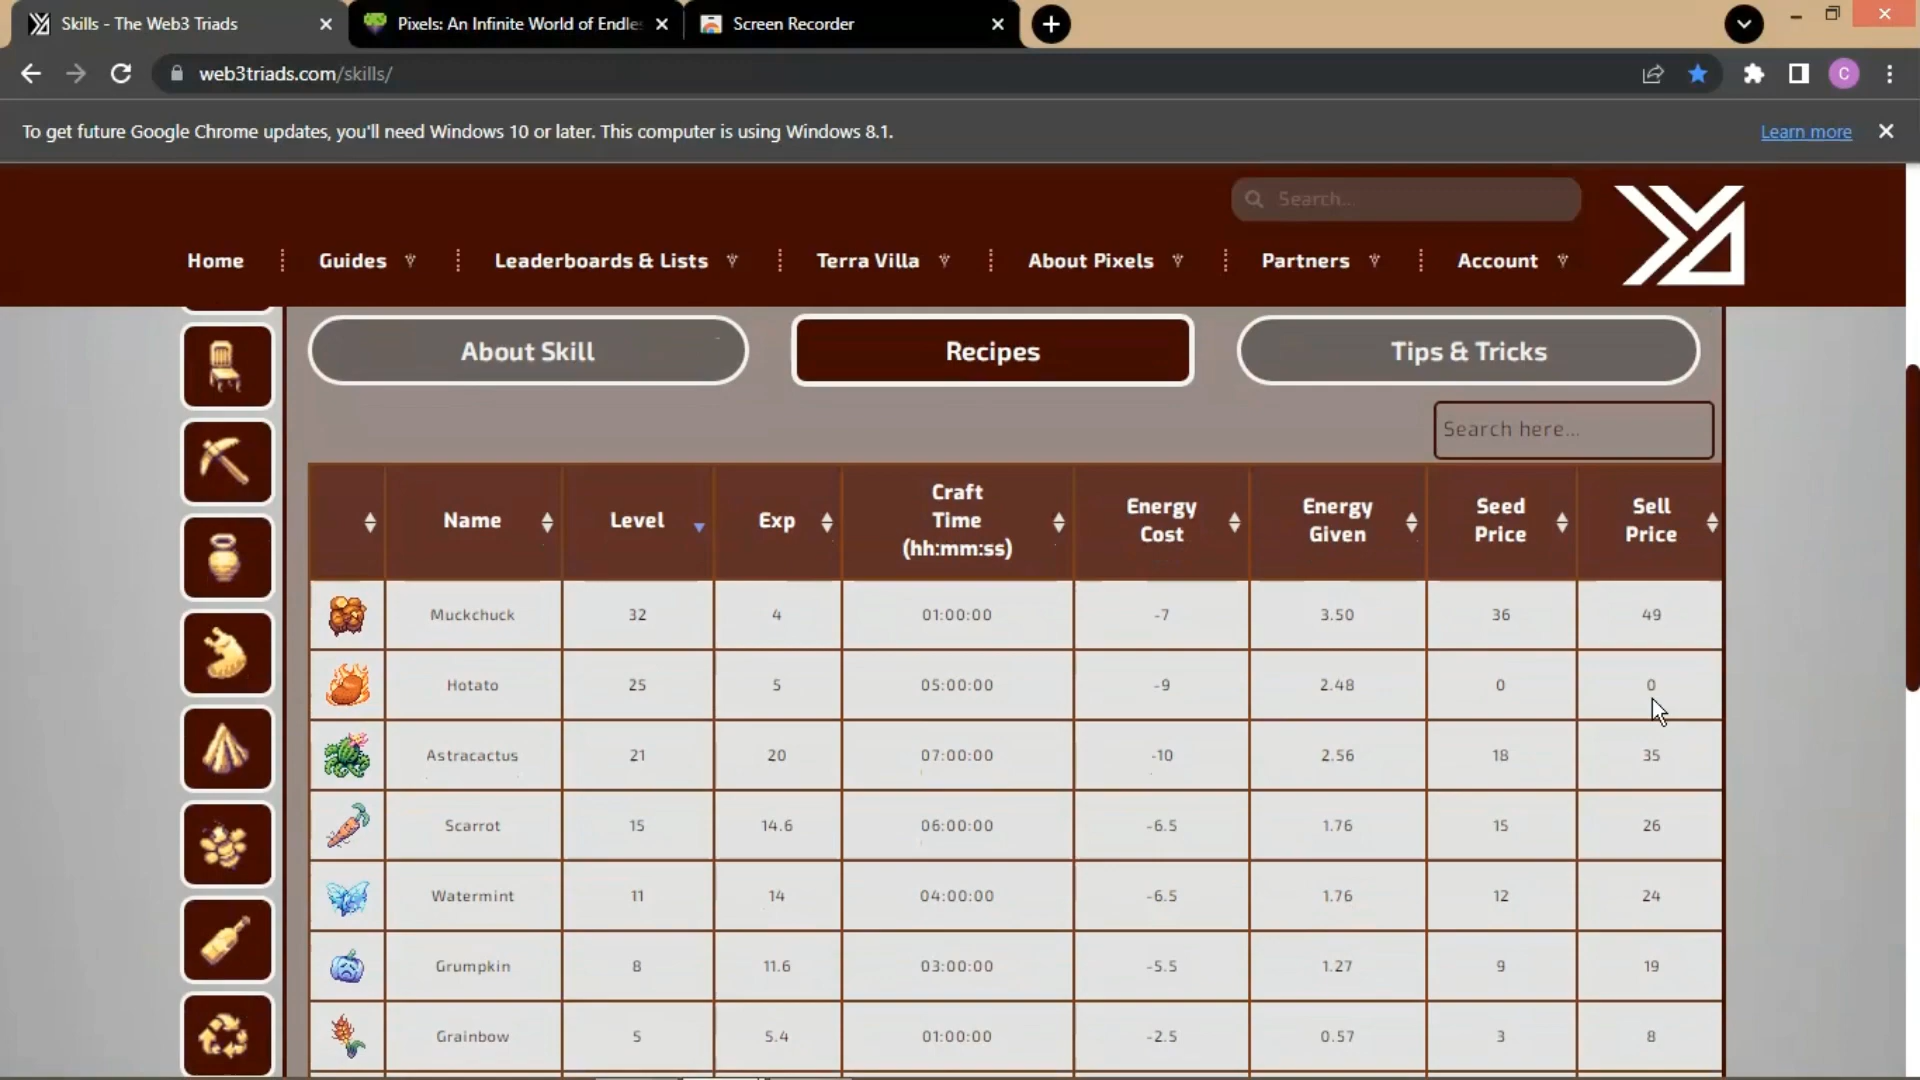 Skills - The Web3 Triads
Pixels: An Infinite World of Endle
Screen Recorder
web3triads.com/skills/
C
To get future Google Chrome updates, you'll need Windows 10 or later. This computer is using Windows 8.1.
Learn more
Search...
Home
Guides
Leaderboards & Lists
Terra Villa
About Pixels
Partners
Account
About Skill
Recipes
Tips & Tricks
Search here...
Name Level Exp Craft Time (hh:mm:ss) Energy Cost Energy Given Seed Price Sell Price
Muckchuck 32 4 01:00:00 -7 3.50 36 49
Hotato 25 5 05:00:00 -9 2.48 0 0
Astracactus 21 20 07:00:00 -10 2.56 18 35
Scarrot 15 14.6 06:00:00 -6.5 1.76 15 26
Watermint 11 14 04:00:00 -6.5 1.76 12 24
Grumpkin 8 11.6 03:00:00 -5.5 1.27 9 19
Grainbow 5 5.4 01:00:00 -2.5 0.57 3 8